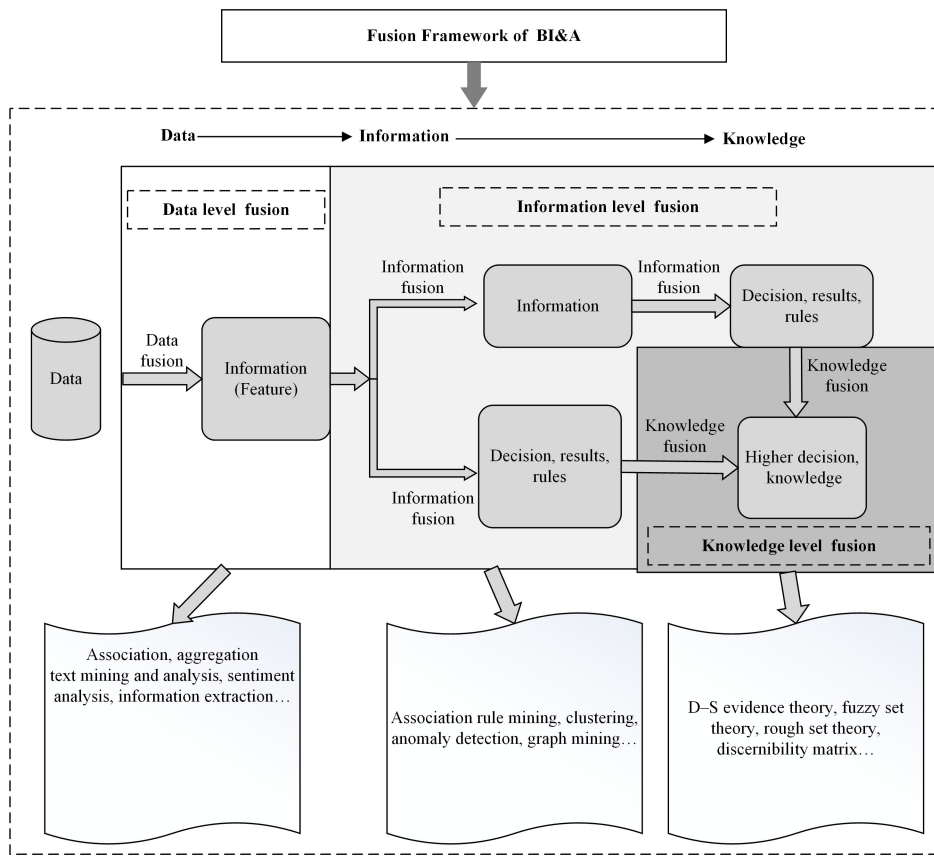 Fusion Framework of BI&A
Data
Information
Knowledge
Data level fusion
Information level fusion
Information
fusion
Information
Information
fusion
Decision, results,
rules
Data
Data
fusion
Information
(Feature)
Knowledge
fusion
Decision, results,
rules
Information
fusion
Knowledge
fusion
Higher decision,
knowledge
Knowledge level fusion
Association, aggregation
text mining and analysis, sentiment
analysis, information extraction…
Association rule mining, clustering,
anomaly detection, graph mining…
D–S evidence theory, fuzzy set
theory, rough set theory,
discernibility matrix…